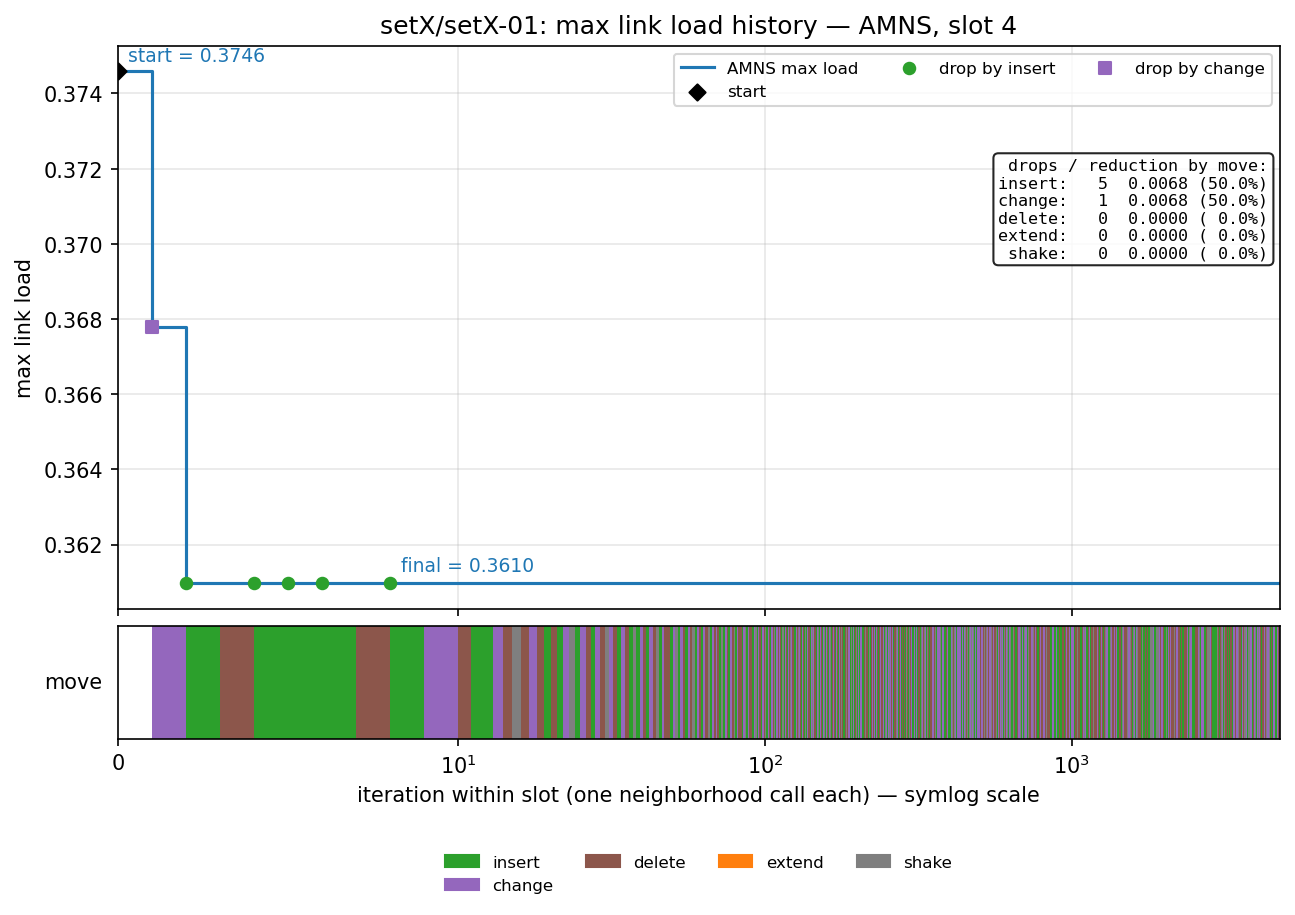 setX/setX-01: max link load history — AMNS, slot 4
start = 0.3746
AMNS max load
start
drop by insert
drop by change
drops / reduction by move:
insert: 5 0.0068 (50.0%)
change: 1 0.0068 (50.0%)
delete: 0 0.0000 ( 0.0%)
extend: 0 0.0000 ( 0.0%)
shake: 0 0.0000 ( 0.0%)
max link load
0.374
0.372
0.370
0.368
0.366
0.364
0.362
final = 0.3610
move
0
10¹
10²
10³
iteration within slot (one neighborhood call each) — symlog scale
insert
change
delete
extend
shake